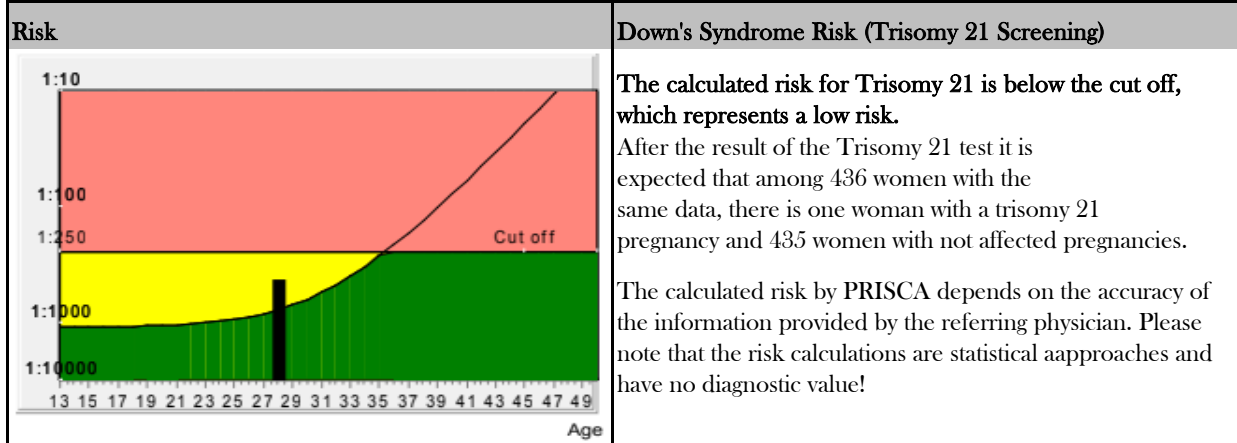 Risk
1:10
1:100
1:250
Cut off
1:1000
1:10000
13 15 17 19 21 23 25 27 29 31 33 35 37 39 41 43 45 47 49
Age
Down's Syndrome Risk (Trisomy 21 Screening)
The calculated risk for Trisomy 21 is below the cut off,
which represents a low risk.
After the result of the Trisomy 21 test it is
expected that among 436 women with the
same data, there is one woman with a trisomy 21
pregnancy and 435 women with not affected pregnancies.
The calculated risk by PRISCA depends on the accuracy of
the information provided by the referring physician. Please
note that the risk calculations are statistical aapproaches and
have no diagnostic value!